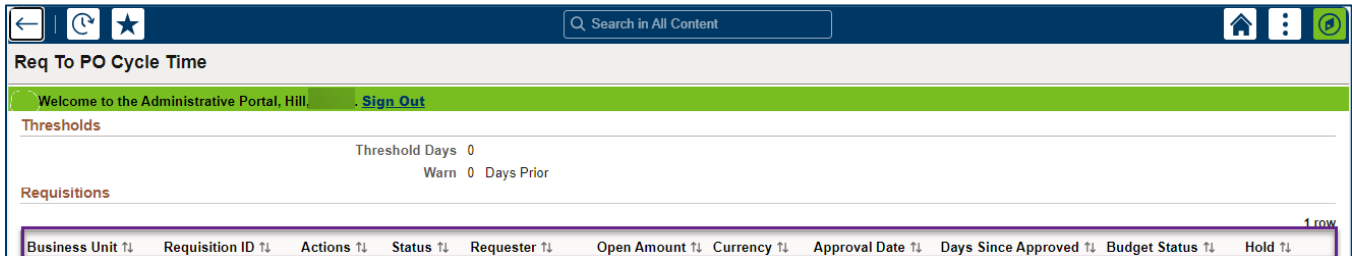 Search in All Content
Req To PO Cycle Time
Welcome to the Administrative Portal, Hill, . Sign Out
Thresholds
Threshold Days 0
Warn 0 Days Prior
Requisitions
1 row
Business Unit Requisition ID Actions Status Requester Open Amount Currency Approval Date Days Since Approved Budget Status Hold